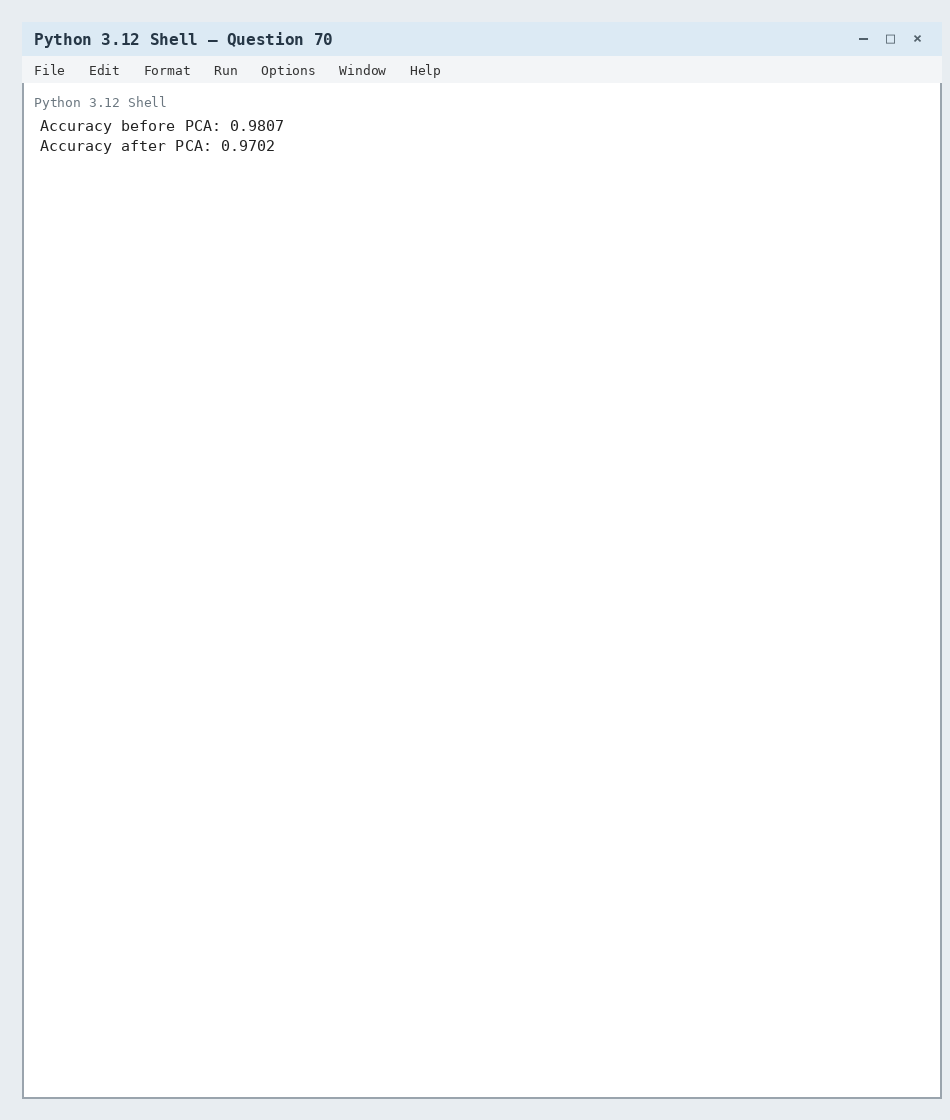 Python 3.12 Shell — Question 70
— □ ×
File Edit Format Run Options Window Help
Python 3.12 Shell
Accuracy before PCA: 0.9807
Accuracy after PCA: 0.9702